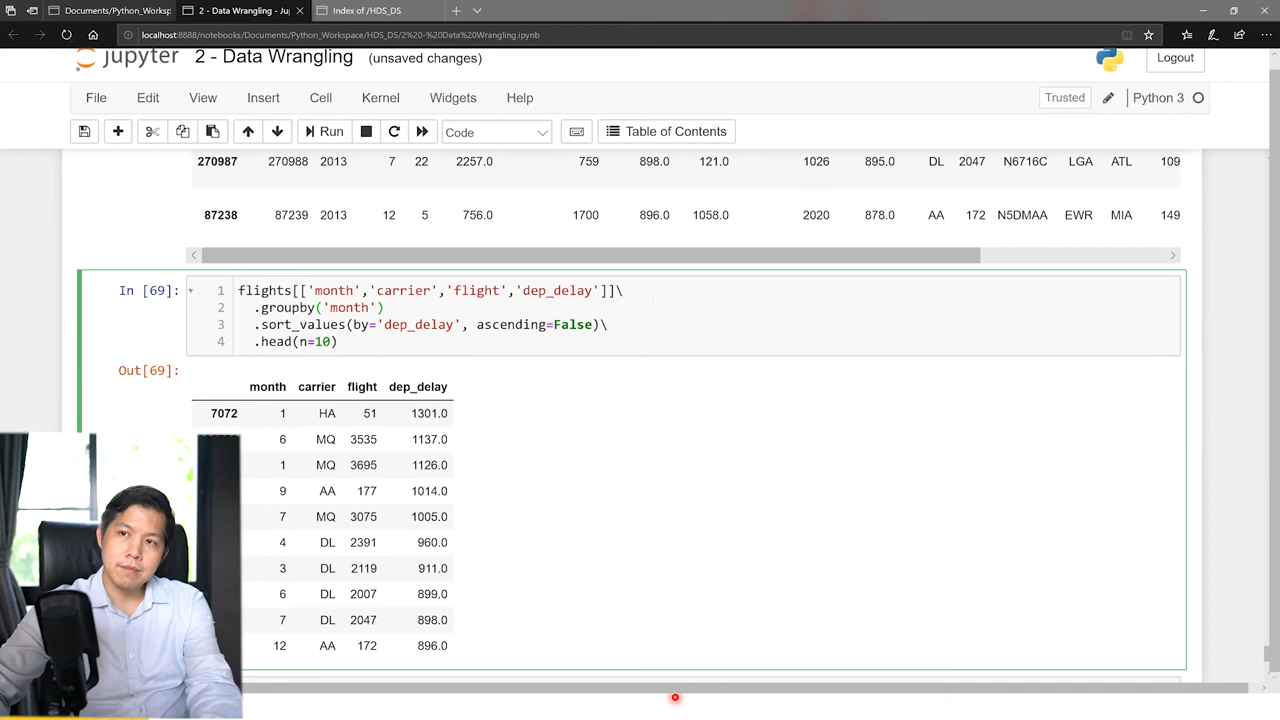 Documents/Python_Worksp
2 - Data Wrangling - Ju
Index of /HDS_DS
localhost:8888/notebooks/Documents/Python_Workspace/HDS_DS/2%20-%20Data%20Wrangling.ipynb
jupyter 2 - Data Wrangling (unsaved changes)
Logout
File Edit View Insert Cell Kernel Widgets Help
Trusted Python 3
Run Code Table of Contents
270987 270988 2013 7 22 2257.0 759 898.0 121.0 1026 895.0 DL 2047 N6716C LGA ATL 109
87238 87239 2013 12 5 756.0 1700 896.0 1058.0 2020 878.0 AA 172 N5DMAA EWR MIA 149
In [69]:
1 flights[['month','carrier','flight','dep_delay']]\
2 .groupby('month')
3 .sort_values(by='dep_delay', ascending=False)\
4 .head(n=10)
Out[69]:
month carrier flight dep_delay
7072 1 HA 51 1301.0
6 MQ 3535 1137.0
1 MQ 3695 1126.0
9 AA 177 1014.0
7 MQ 3075 1005.0
4 DL 2391 960.0
3 DL 2119 911.0
6 DL 2007 899.0
7 DL 2047 898.0
12 AA 172 896.0